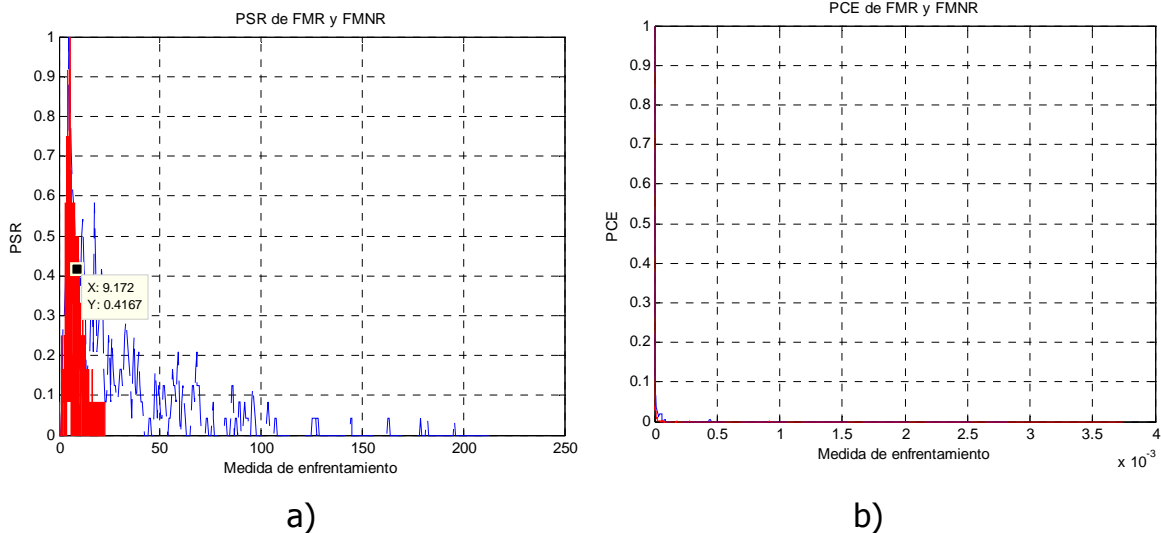 PSR de FMR y FMNR
1
0.9
0.8
0.7
0.6
0.5
0.4
0.3
0.2
0.1
0
PSR
X: 9.172
Y: 0.4167
0 50 100 150 200 250
Medida de enfrentamiento
a)
PCE de FMR y FMNR
1
0.9
0.8
0.7
0.6
0.5
0.4
0.3
0.2
0.1
0
PCE
0 0.5 1 1.5 2 2.5 3 3.5 4
Medida de enfrentamiento
x 10⁻³
b)